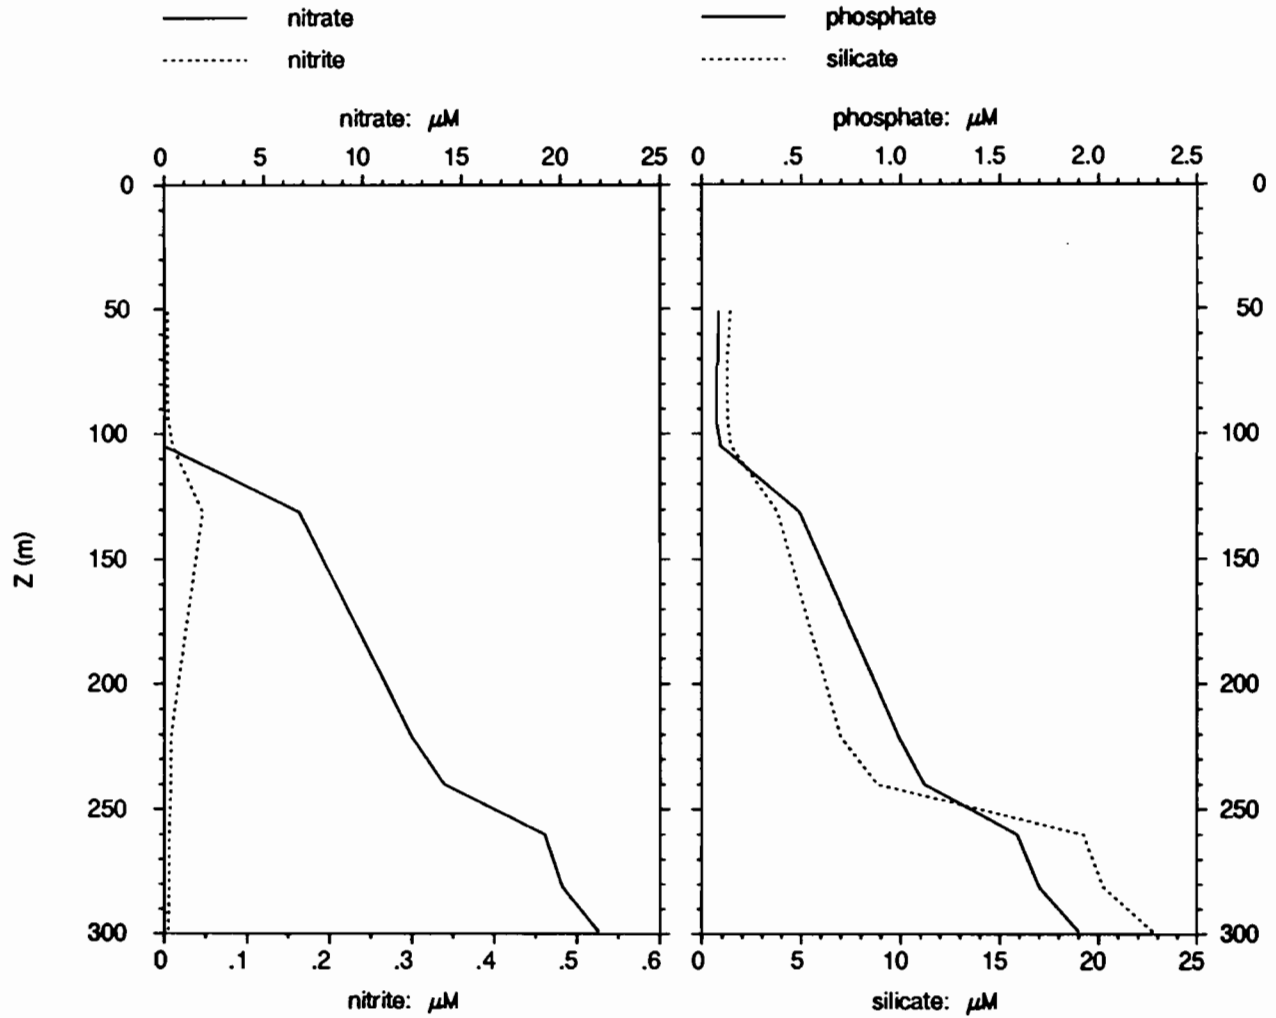 nitrate
nitrite
phosphate
silicate
nitrate: μM
phosphate: μM
0 5 10 15 20 25
0 .5 1.0 1.5 2.0 2.5
0
50
100
150
200
250
300
Z (m)
0
50
100
150
200
250
300
0 .1 .2 .3 .4 .5 .6
0 5 10 15 20 25
nitrite: μM
silicate: μM